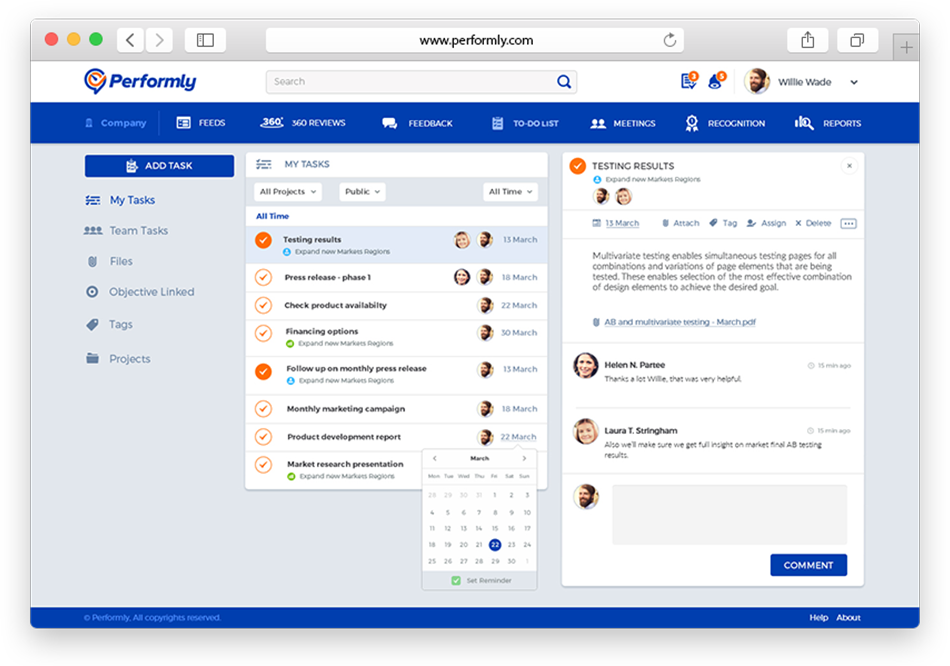 www.performly.com
Performly
Search
3
5
Willie Wade
Company
FEEDS
360° 360 REVIEWS
FEEDBACK
TO-DO LIST
MEETINGS
RECOGNITION
REPORTS
ADD TASK
My Tasks
Team Tasks
Files
Objective Linked
Tags
Projects
MY TASKS
All Projects
Public
All Time
All Time
Testing results
Expand new Markets Regions
13 March
Press release - phase 1
18 March
Check product availabilty
22 March
Financing options
Expand new Markets Regions
30 March
Follow up on monthly press release
Expand new Markets Regions
13 March
Monthly marketing campaign
18 March
Product development report
22 March
Market research presentation
Expand new Markets Regions
March
Mon Tue Wed Thu Fri Sat Sun
28 29 30 31 1 2 3
4 5 6 7 8 9 10
11 12 13 14 15 16 17
18 19 20 21 22 23 24
25 26 27 28 29 30 1
Set Reminder
TESTING RESULTS
Expand new Markets Regions
13 March
Attach
Tag
Assign
Delete
Multivariate testing enables simultaneous testing pages for all
combinations and variations of page elements that are being
tested. These enables selection of the most effective combination
of design elements to achieve the desired goal.
AB and multivariate testing - March.pdf
Helen N. Partee
15 min ago
Thanks a lot Willie, that was very helpful.
Laura T. Stringham
15 min ago
Also we'll make sure we get full insight on market final AB testing
results.
COMMENT
© Performly, All copyrights reserved.
Help
About